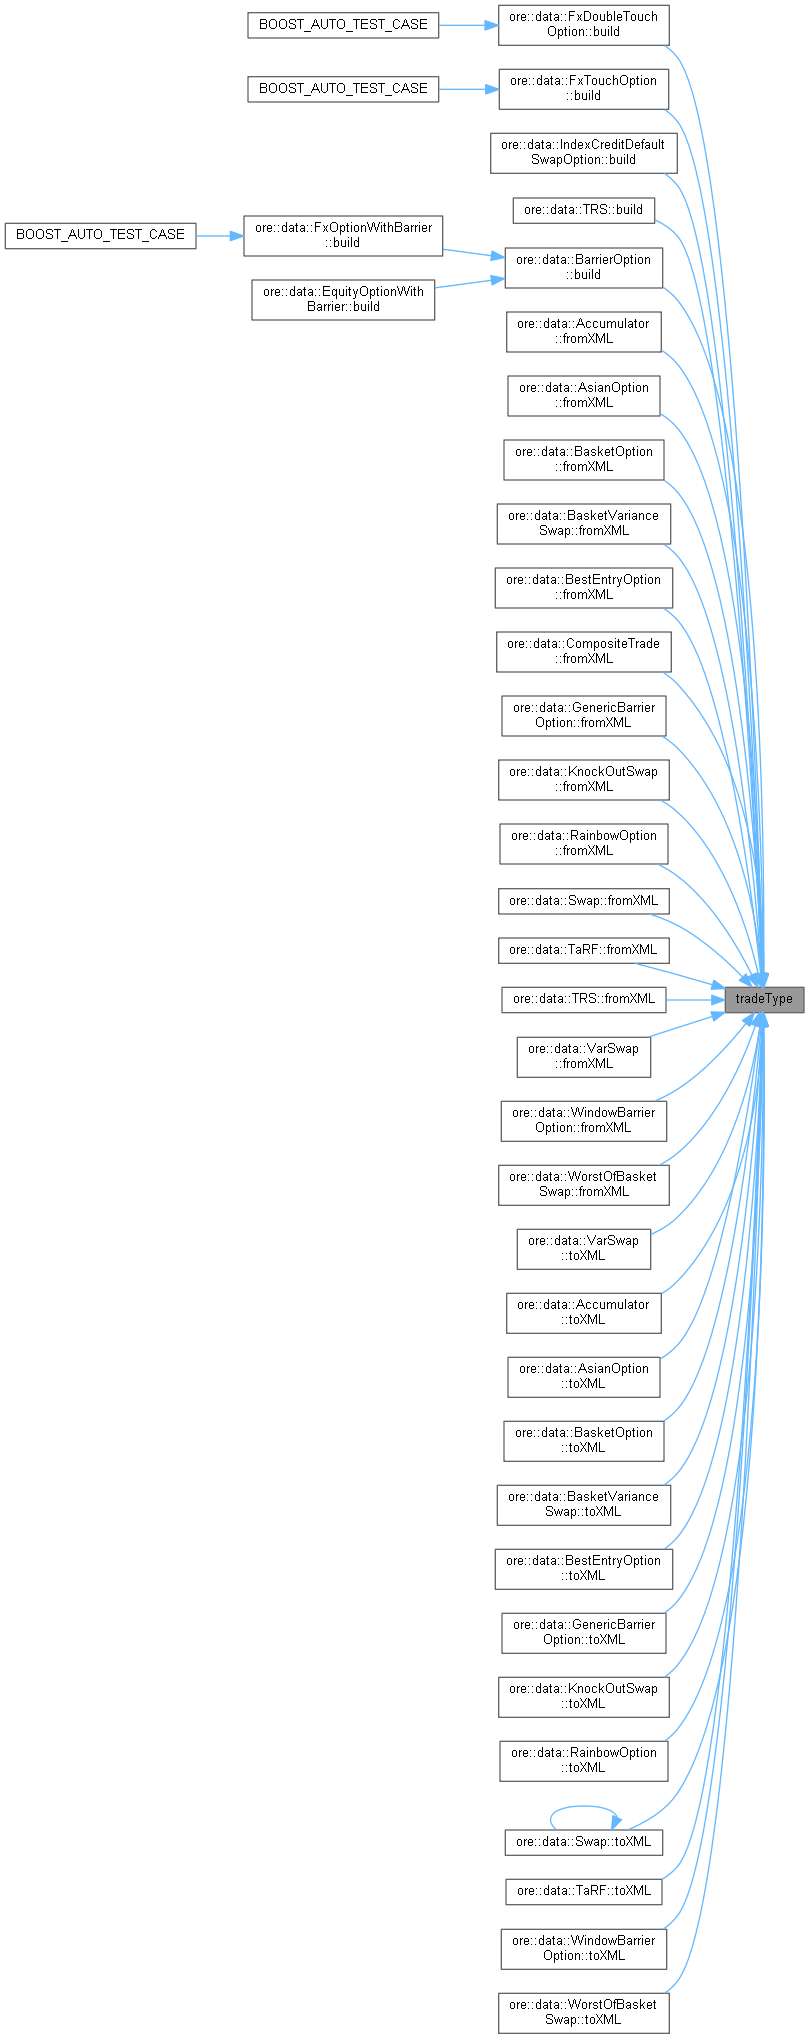 BOOST_AUTO_TEST_CASE
ore::data::FxDoubleTouch
Option::build
BOOST_AUTO_TEST_CASE
ore::data::FxTouchOption
::build
ore::data::IndexCreditDefault
SwapOption::build
ore::data::TRS::build
BOOST_AUTO_TEST_CASE
ore::data::FxOptionWithBarrier
::build
ore::data::EquityOptionWith
Barrier::build
ore::data::BarrierOption
::build
ore::data::Accumulator
::fromXML
ore::data::AsianOption
::fromXML
ore::data::BasketOption
::fromXML
ore::data::BasketVariance
Swap::fromXML
ore::data::BestEntryOption
::fromXML
ore::data::CompositeTrade
::fromXML
ore::data::GenericBarrier
Option::fromXML
ore::data::KnockOutSwap
::fromXML
ore::data::RainbowOption
::fromXML
ore::data::Swap::fromXML
ore::data::TaRF::fromXML
ore::data::TRS::fromXML
tradeType
ore::data::VarSwap
::fromXML
ore::data::WindowBarrier
Option::fromXML
ore::data::WorstOfBasket
Swap::fromXML
ore::data::VarSwap
::toXML
ore::data::Accumulator
::toXML
ore::data::AsianOption
::toXML
ore::data::BasketOption
::toXML
ore::data::BasketVariance
Swap::toXML
ore::data::BestEntryOption
::toXML
ore::data::GenericBarrier
Option::toXML
ore::data::KnockOutSwap
::toXML
ore::data::RainbowOption
::toXML
ore::data::Swap::toXML
ore::data::TaRF::toXML
ore::data::WindowBarrier
Option::toXML
ore::data::WorstOfBasket
Swap::toXML